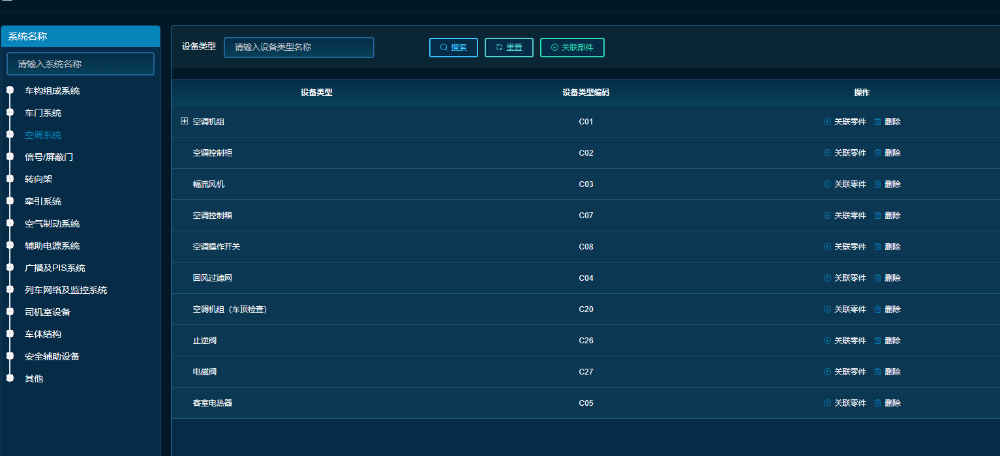 系统名称
请输入系统名称
车钩组成系统
车门系统
空调系统
信号/屏蔽门
转向架
牵引系统
空气制动系统
辅助电源系统
广播及PIS系统
列车网络及监控系统
司机室设备
车体结构
安全辅助设备
其他
设备类型 请输入设备类型名称 搜索 重置 关联部件
设备类型 设备类型编码 操作
空调机组 C01 关联零件 删除
空调控制柜 C02 关联零件 删除
幅流风机 C03 关联零件 删除
空调控制箱 C07 关联零件 删除
空调操作开关 C08 关联零件 删除
回风过滤网 C04 关联零件 删除
空调机组（车顶检查） C20 关联零件 删除
止逆阀 C26 关联零件 删除
电磁阀 C27 关联零件 删除
客室电热器 C05 关联零件 删除